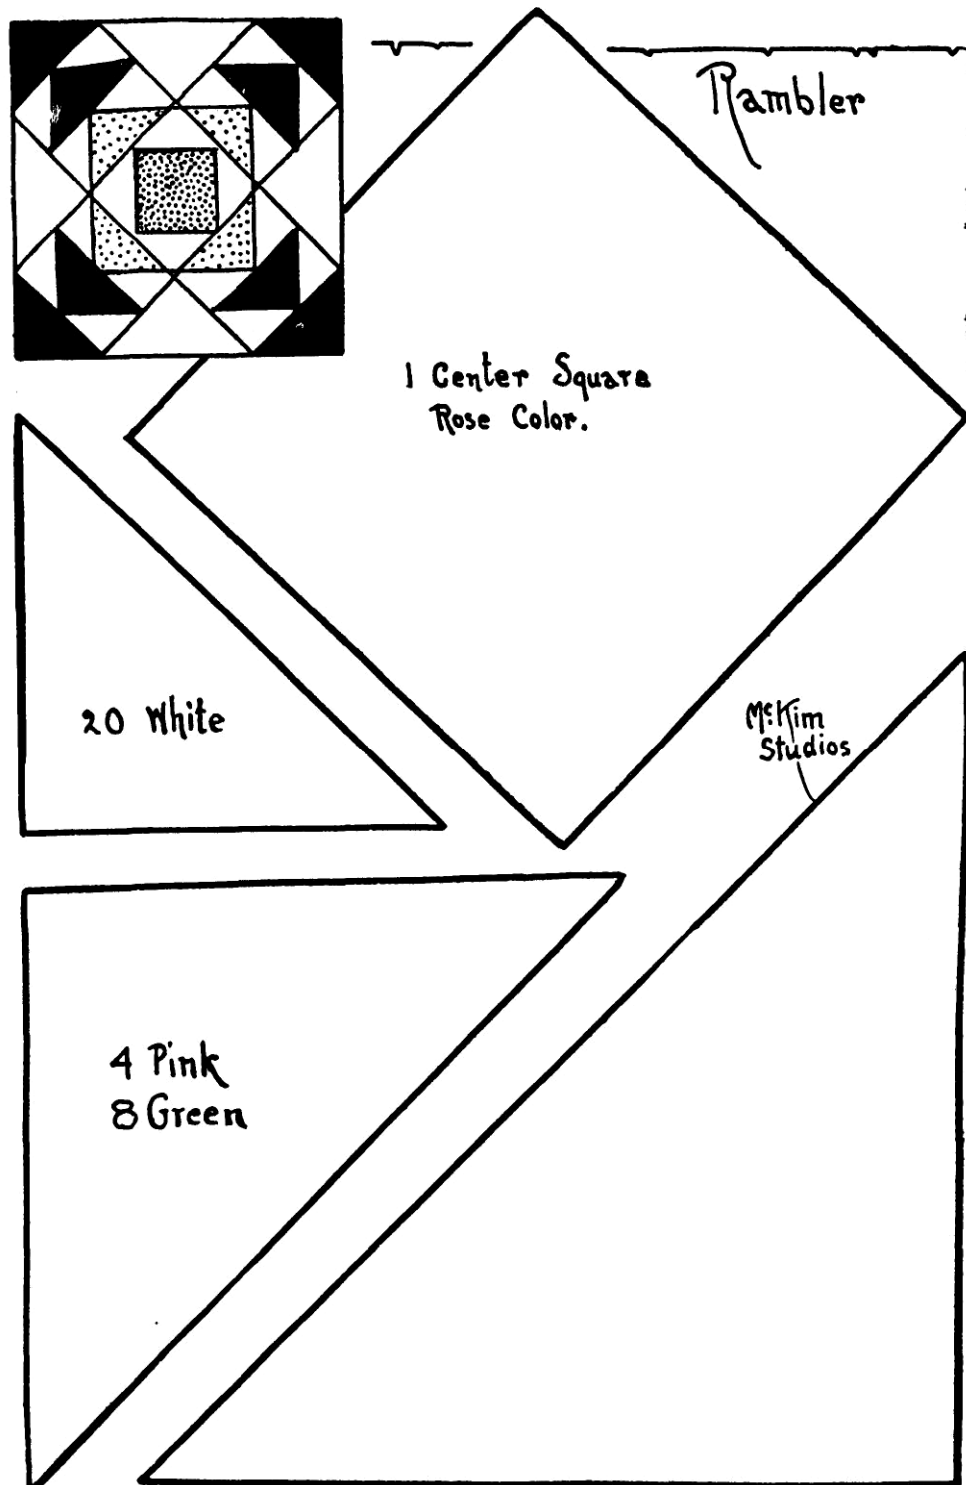 Rambler
1 Center Square
Rose Color.
20 White
McKim
Studios
4 Pink
8 Green